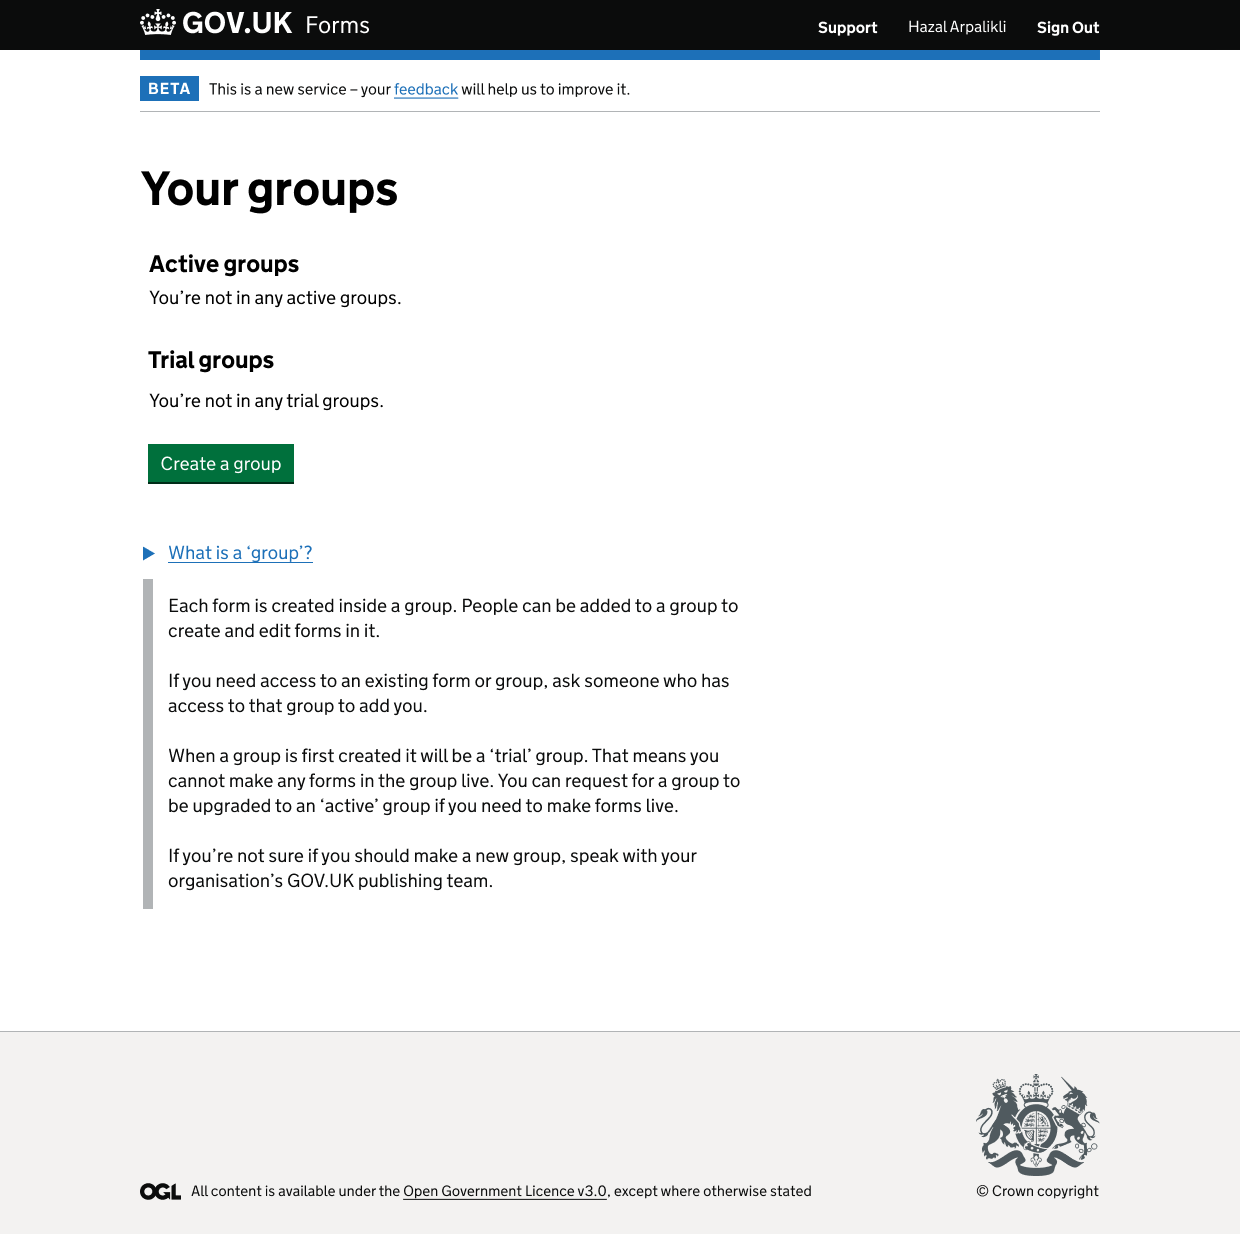 GOV.UK Forms Support Hazal Arpalikli Sign Out
BETA This is a new service – your feedback will help us to improve it.
Your groups
Active groups
You’re not in any active groups.
Trial groups
You’re not in any trial groups.
Create a group
What is a ‘group’?
Each form is created inside a group. People can be added to a group to
create and edit forms in it.
If you need access to an existing form or group, ask someone who has
access to that group to add you.
When a group is first created it will be a ‘trial’ group. That means you
cannot make any forms in the group live. You can request for a group to
be upgraded to an ‘active’ group if you need to make forms live.
If you’re not sure if you should make a new group, speak with your
organisation’s GOV.UK publishing team.
OGL All content is available under the Open Government Licence v3.0, except where otherwise stated
© Crown copyright